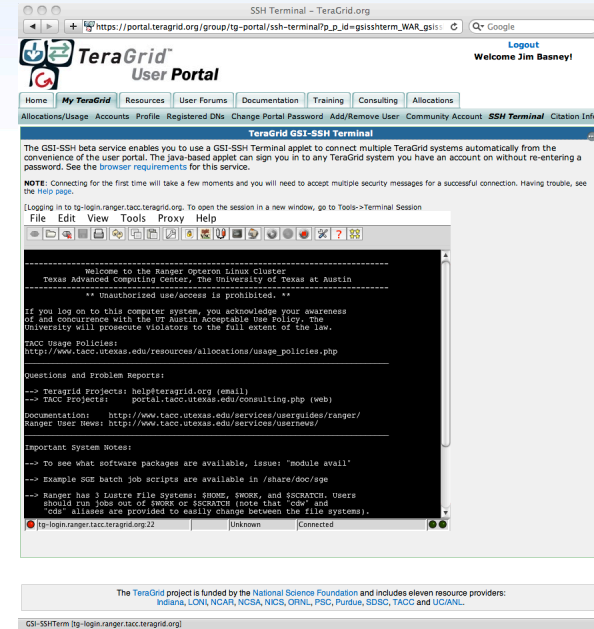 SSH Terminal – TeraGrid.org
https://portal.teragrid.org/group/tg-portal/ssh-terminal?p_p_id=gsisshterm_WAR_gsiss
Google
TeraGrid™
User Portal
Logout
Welcome Jim Basney!
Home My TeraGrid Resources User Forums Documentation Training Consulting Allocations
Allocations/Usage Accounts Profile Registered DNs Change Portal Password Add/Remove User Community Account SSH Terminal Citation Info
TeraGrid GSI-SSH Terminal
The GSI-SSH beta service enables you to use a GSI-SSH Terminal applet to connect multiple TeraGrid systems automatically from the
convenience of the user portal. The java-based applet can sign you in to any TeraGrid system you have an account on without re-entering a
password. See the browser requirements for this service.
NOTE: Connecting for the first time will take a few moments and you will need to accept multiple security messages for a successful connection. Having trouble, see
the Help page.
[Logging in to tg-login.ranger.tacc.teragrid.org. To open the session in a new window, go to Tools->Terminal Session
File Edit View Tools Proxy Help
Welcome to the Ranger Opteron Linux Cluster
Texas Advanced Computing Center, The University of Texas at Austin
** Unauthorized use/access is prohibited. **
If you log on to this computer system, you acknowledge your awareness
of and concurrence with the UT Austin Acceptable Use Policy. The
University will prosecute violators to the full extent of the law.
TACC Usage Policies:
http://www.tacc.utexas.edu/resources/allocations/usage_policies.php
Questions and Problem Reports:
--> Teragrid Projects: help@teragrid.org (email)
--> TACC Projects: portal.tacc.utexas.edu/consulting.php (web)
Documentation: http://www.tacc.utexas.edu/services/userguides/ranger/
Ranger User News: http://www.tacc.utexas.edu/services/usernews/
Important System Notes:
--> To see what software packages are available, issue: "module avail"
--> Example SGE batch job scripts are available in /share/doc/sge
--> Ranger has 3 Lustre File Systems: $HOME, $WORK, and $SCRATCH. Users
should run jobs out of $WORK or $SCRATCH (note that "cdw" and
"cds" aliases are provided to easily change between the file systems).
tg-login.ranger.tacc.teragrid.org:22 Unknown Connected
The TeraGrid project is funded by the National Science Foundation and includes eleven resource providers:
Indiana, LONI, NCAR, NCSA, NICS, ORNL, PSC, Purdue, SDSC, TACC and UC/ANL.
GSI-SSHTerm [tg-login.ranger.tacc.teragrid.org]